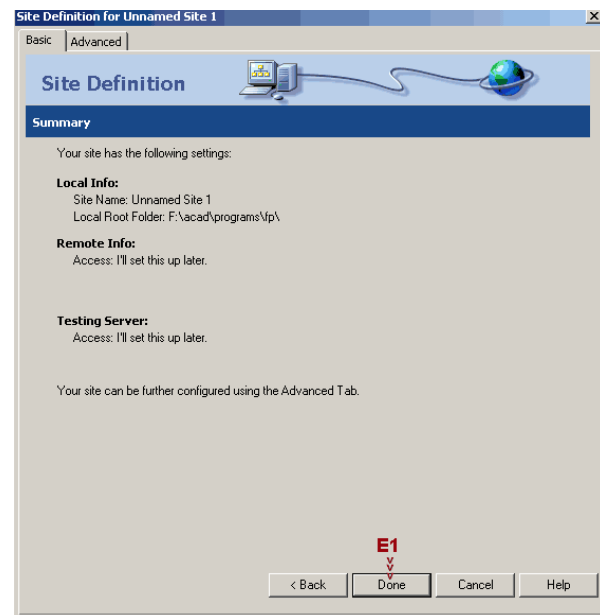 Site Definition for Unnamed Site 1
X
Basic
Advanced
Site Definition
Summary
Your site has the following settings:
Local Info:
Site Name: Unnamed Site 1
Local Root Folder: F:\acad\programs\fp\
Remote Info:
Access: I'll set this up later.
Testing Server:
Access: I'll set this up later.
Your site can be further configured using the Advanced Tab.
E1
< Back
Done
Cancel
Help